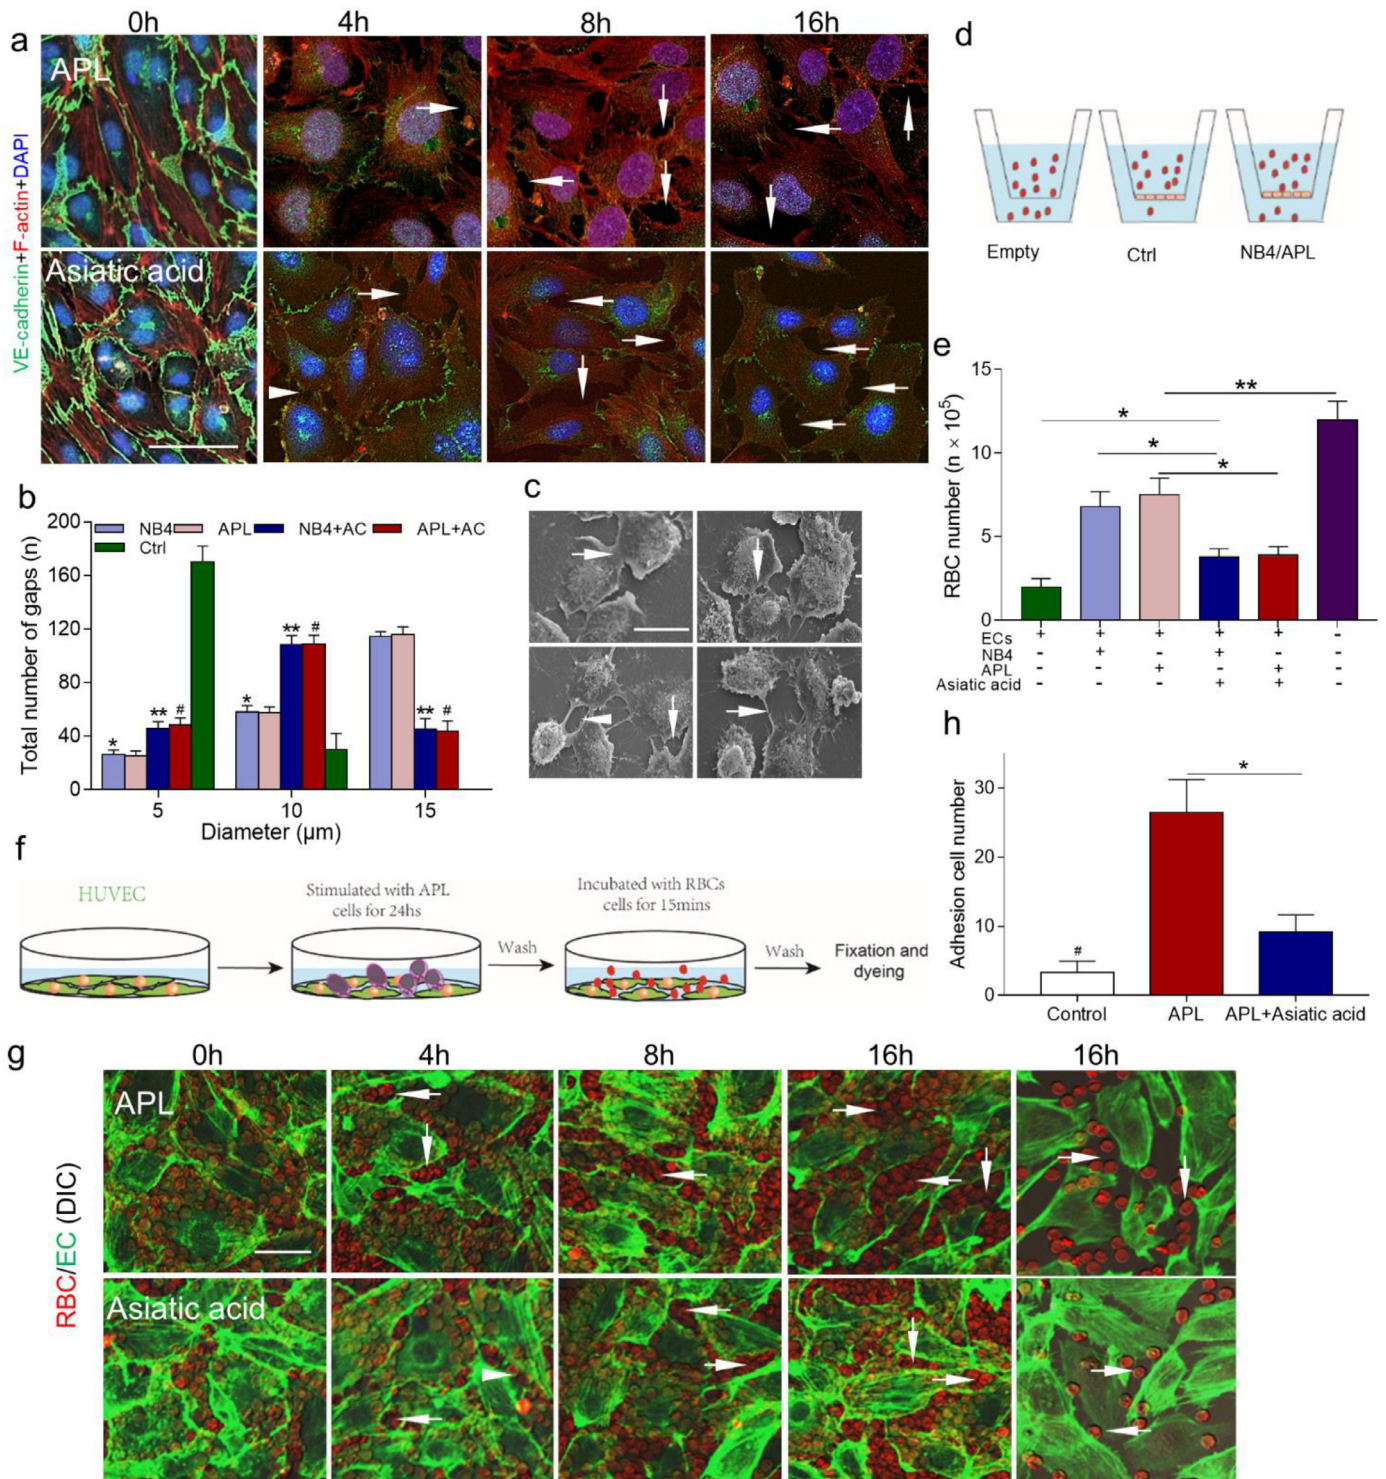 a
0h
4h
8h
16h
APL
Asiatic acid
VE-cadherin+F-actin+DAPI
d
Empty
Ctrl
NB4/APL
b
200
160
120
80
40
0
Total number of gaps (n)
NB4
APL
NB4+AC
APL+AC
Ctrl
*
**
#
*
**
#
**
#
5
10
15
Diameter (µm)
c
e
15
10
5
0
RBC number (n × 10⁵)
**
*
*
*
ECs + + + + + -
NB4 - + - + - -
APL - - + - + -
Asiatic acid - - - + + -
f
HUVEC
Stimulated with APL
cells for 24hs
Wash
Incubated with RBCs
cells for 15mins
Wash
Fixation and
dyeing
h
30
20
10
0
Adhesion cell number
#
*
Control
APL
APL+Asiatic acid
g
0h
4h
8h
16h
16h
APL
Asiatic acid
RBC/EC (DIC)